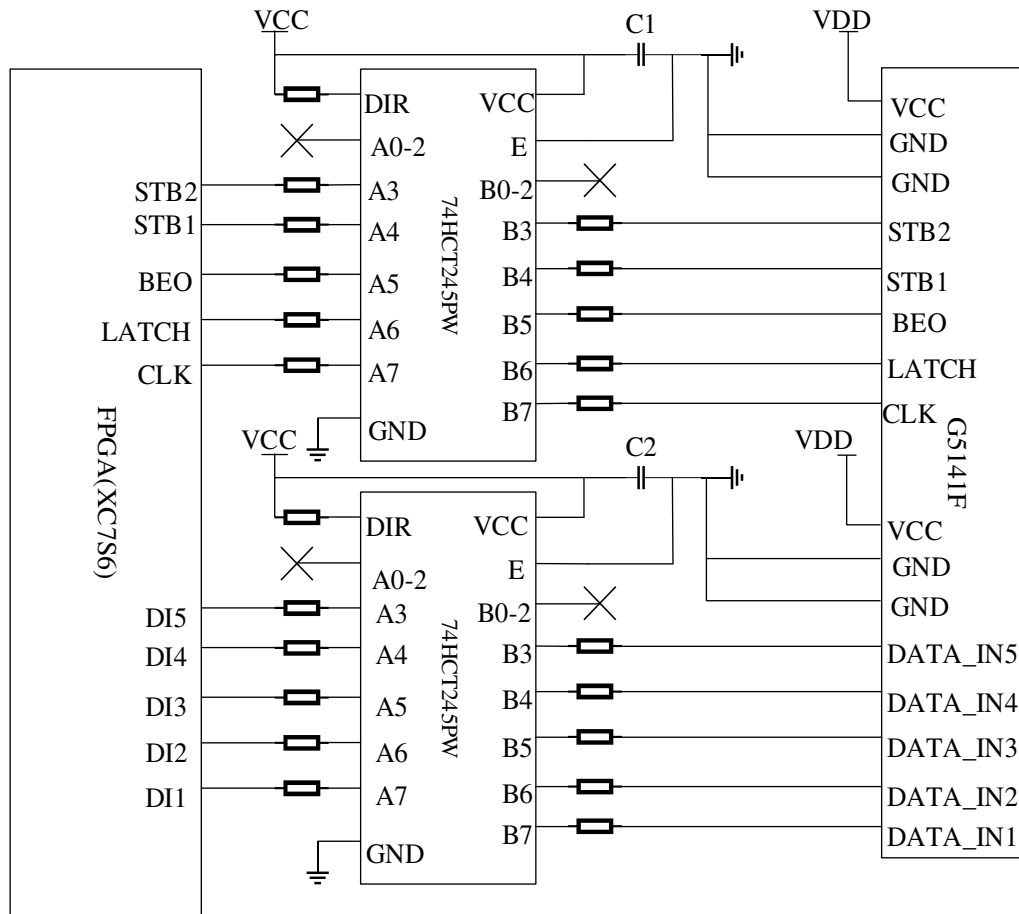 VCC
C1
VDD
DIR
VCC
VCC
A0-2
E
GND
STB2
A3
B0-2
GND
STB1
A4
B3
STB2
BEO
A5
74HCT245PW
B4
STB1
LATCH
A6
B5
BEO
CLK
A7
B6
LATCH
B7
CLK
GND
FPGA(XC7S6)
G5141F
VCC
C2
VDD
DIR
VCC
VCC
A0-2
E
GND
DI5
A3
B0-2
GND
DI4
A4
74HCT245PW
B3
DATA_IN5
DI3
A5
B4
DATA_IN4
DI2
A6
B5
DATA_IN3
DI1
A7
B6
DATA_IN2
GND
B7
DATA_IN1